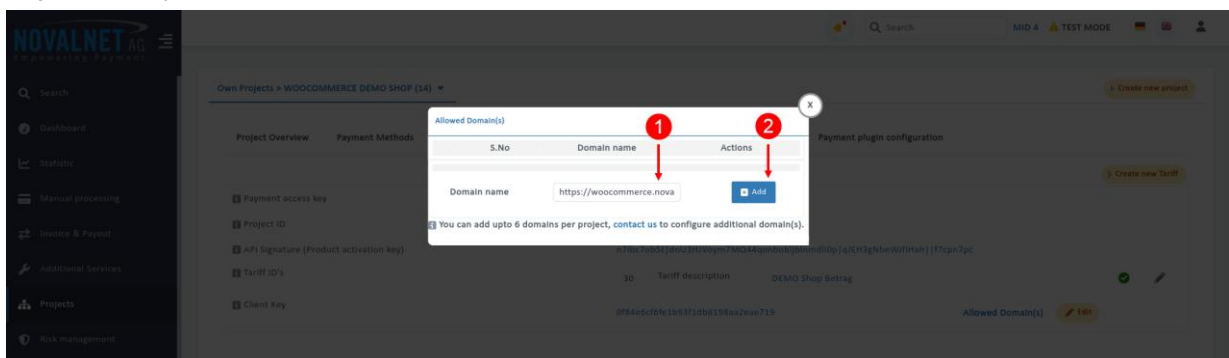 NOVALNET AG
Empowering Payment
Search
MID 4
TEST MODE
Search
Dashboard
Statistic
Manual processing
Invoice & Payout
Additional Services
Projects
Risk management
Own Projects > WOOCOMMERCE DEMO SHOP (14)
Create new project
Project Overview
Payment Methods
Payment plugin configuration
Create new Tariff
Allowed Domain(s)
X
1
2
S.No
Domain name
Actions
Domain name
https://woocommerce.nova
Add
You can add upto 6 domains per project, contact us to configure additional domain(s).
Payment access key
Project ID
API Signature (Product activation key)
Tariff ID's
30
Tariff description
DEMO Shop Betrag
Client Key
Allowed Domain(s)
Edit